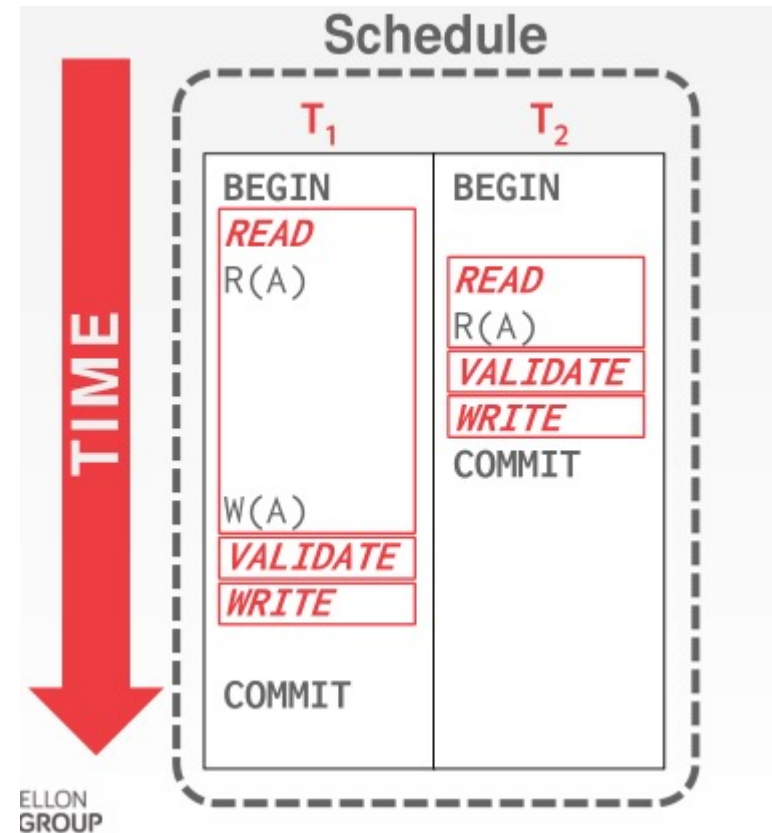 Schedule
TIME
T1 T2
BEGIN BEGIN
READ
R(A) READ
R(A)
VALIDATE
WRITE
COMMIT
W(A)
VALIDATE
WRITE
COMMIT
ELLON
GROUP